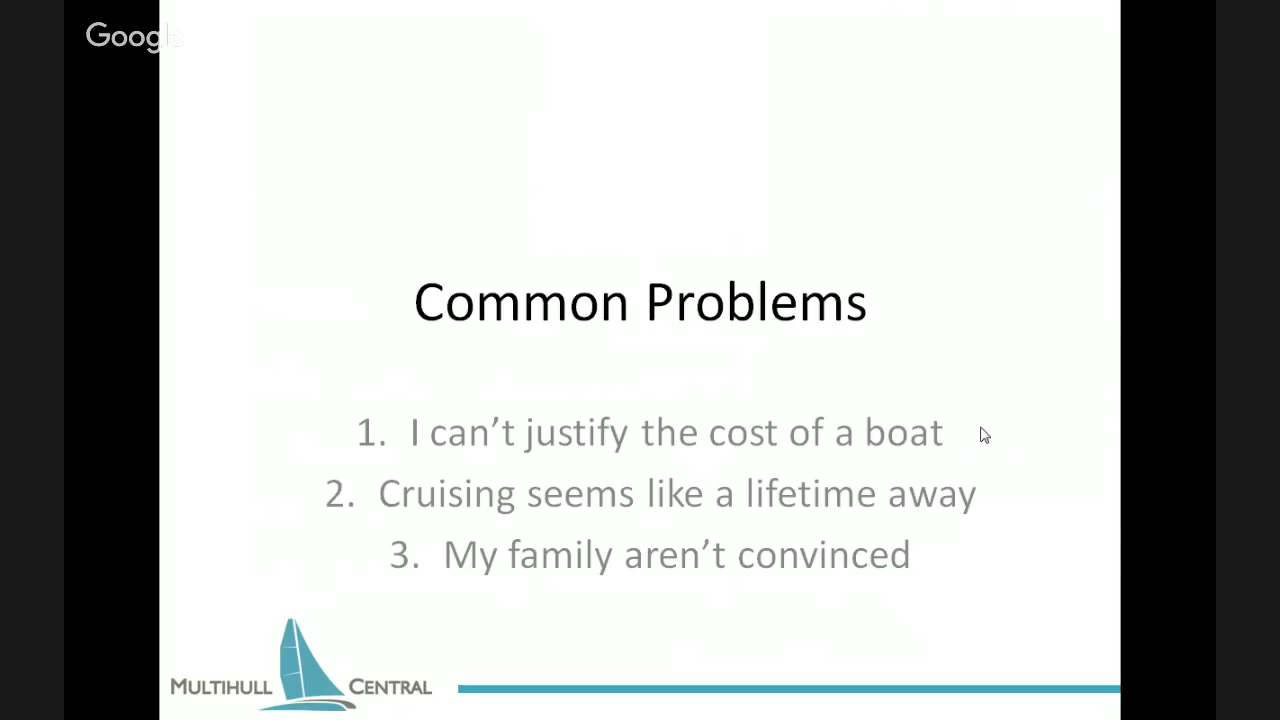 Google
Common Problems
1. I can’t justify the cost of a boat
2. Cruising seems like a lifetime away
3. My family aren’t convinced
MULTIHULL CENTRAL